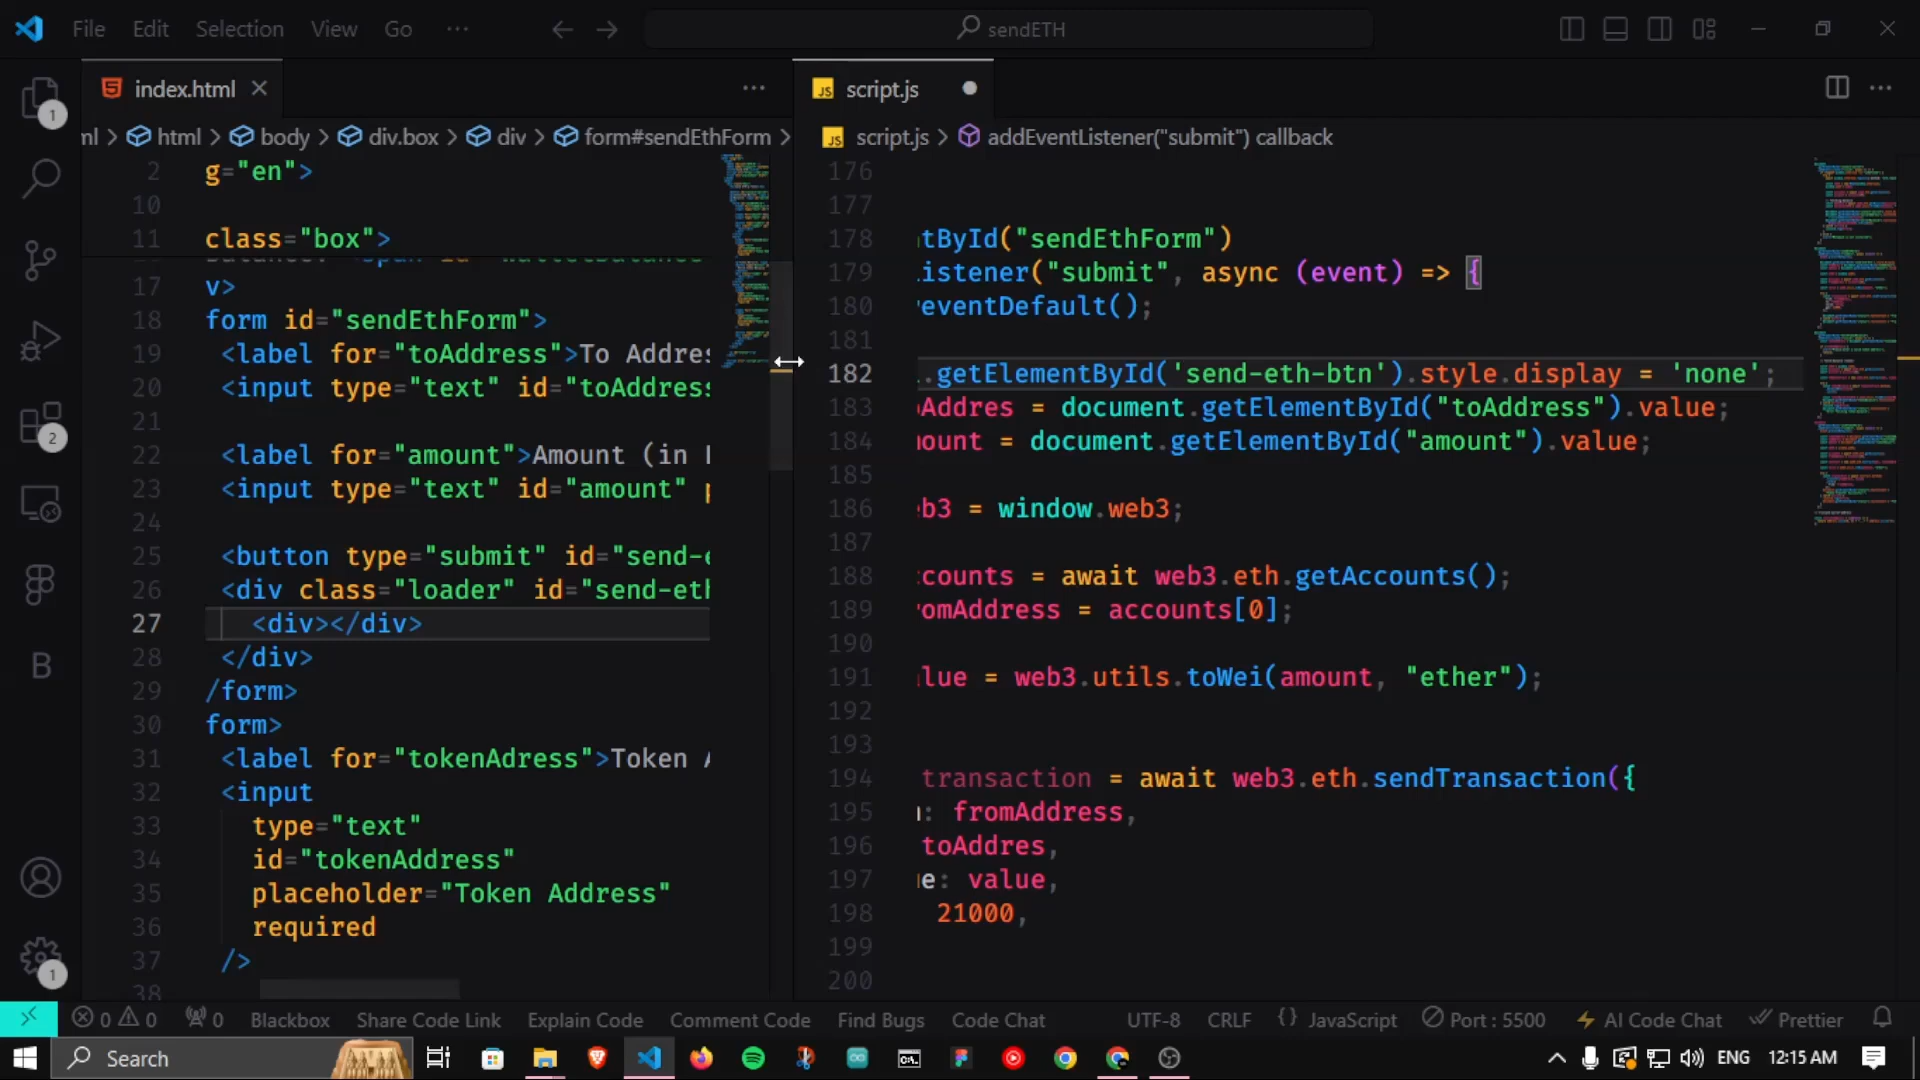 File Edit Selection View Go ··· sendETH
index.html
script.js
ml > html > body > div.box > div > form#sendEthForm >
script.js > addEventListener("submit") callback
2 g="en">
10
11 class="box">
17 v>
18 form id="sendEthForm">
19 <label for="toAddress">To Addres
20 <input type="text" id="toAddress
21
22 <label for="amount">Amount (in
23 <input type="text" id="amount"
24
25 <button type="submit" id="send-e
26 <div class="loader" id="send-eth
27 <div></div>
28 </div>
29 /form>
30 form>
31 <label for="tokenAdress">Token A
32 <input
33 type="text"
34 id="tokenAddress"
35 placeholder="Token Address"
36 required
37 />
38
176
177
178 tById("sendEthForm")
179 istener("submit", async (event) => {
180 eventDefault();
181
182 .getElementById('send-eth-btn').style.display = 'none';
183 Addres = document.getElementById("toAddress").value;
184 mount = document.getElementById("amount").value;
185
186 b3 = window.web3;
187
188 counts = await web3.eth.getAccounts();
189 romAddress = accounts[0];
190
191 lue = web3.utils.toWei(amount, "ether");
192
193
194 transaction = await web3.eth.sendTransaction({
195 : fromAddress,
196 toAddres,
197 e: value,
198 21000,
199
200
0 0 0 Blackbox Share Code Link Explain Code Comment Code Find Bugs Code Chat UTF-8 CRLF {} JavaScript Port : 5500 AI Code Chat Prettier
Search ENG 12:15 AM